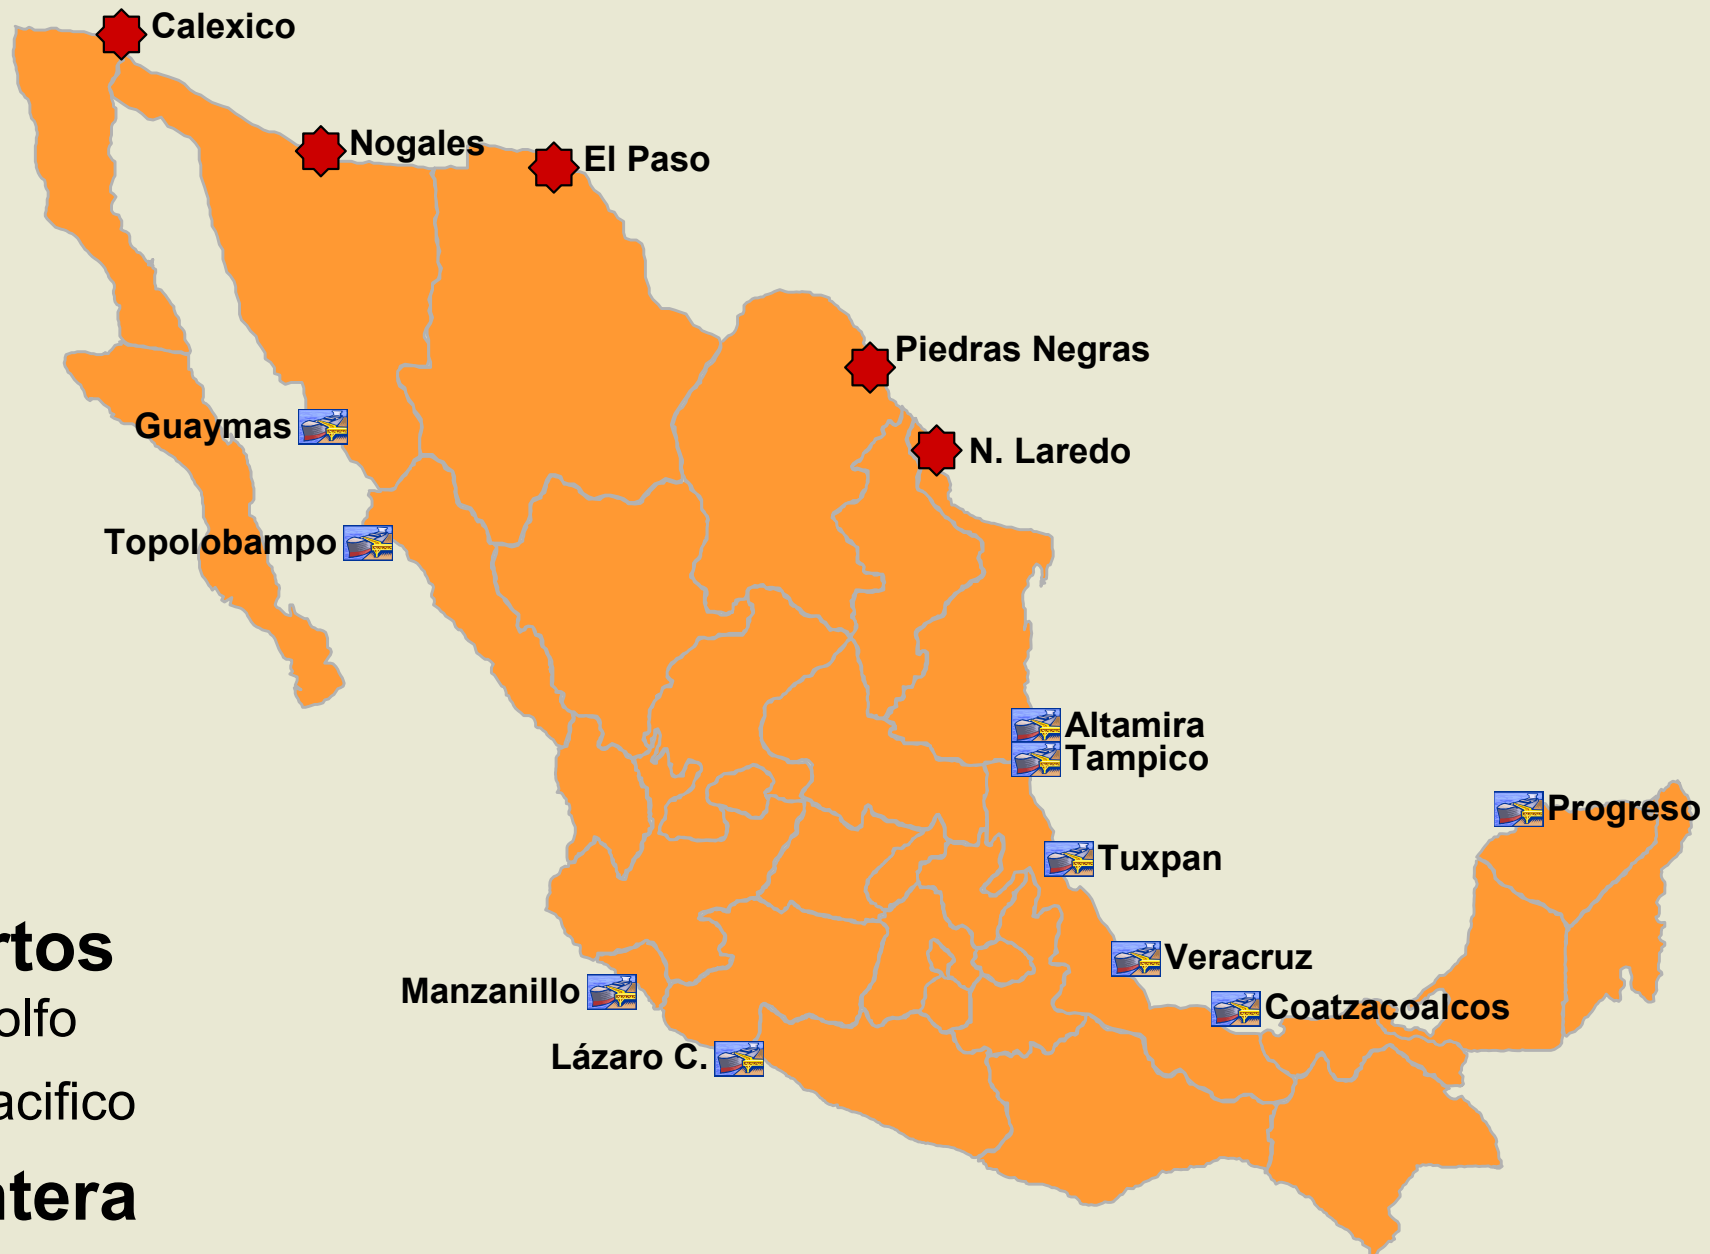 Calexico
Nogales
El Paso
Piedras Negras
Guaymas
N. Laredo
Topolobampo
Altamira
Tampico
Progreso
Tuxpan
rtos
Veracruz
Manzanillo
olfo
Coatzacoalcos
Lázaro C.
acifico
ntera